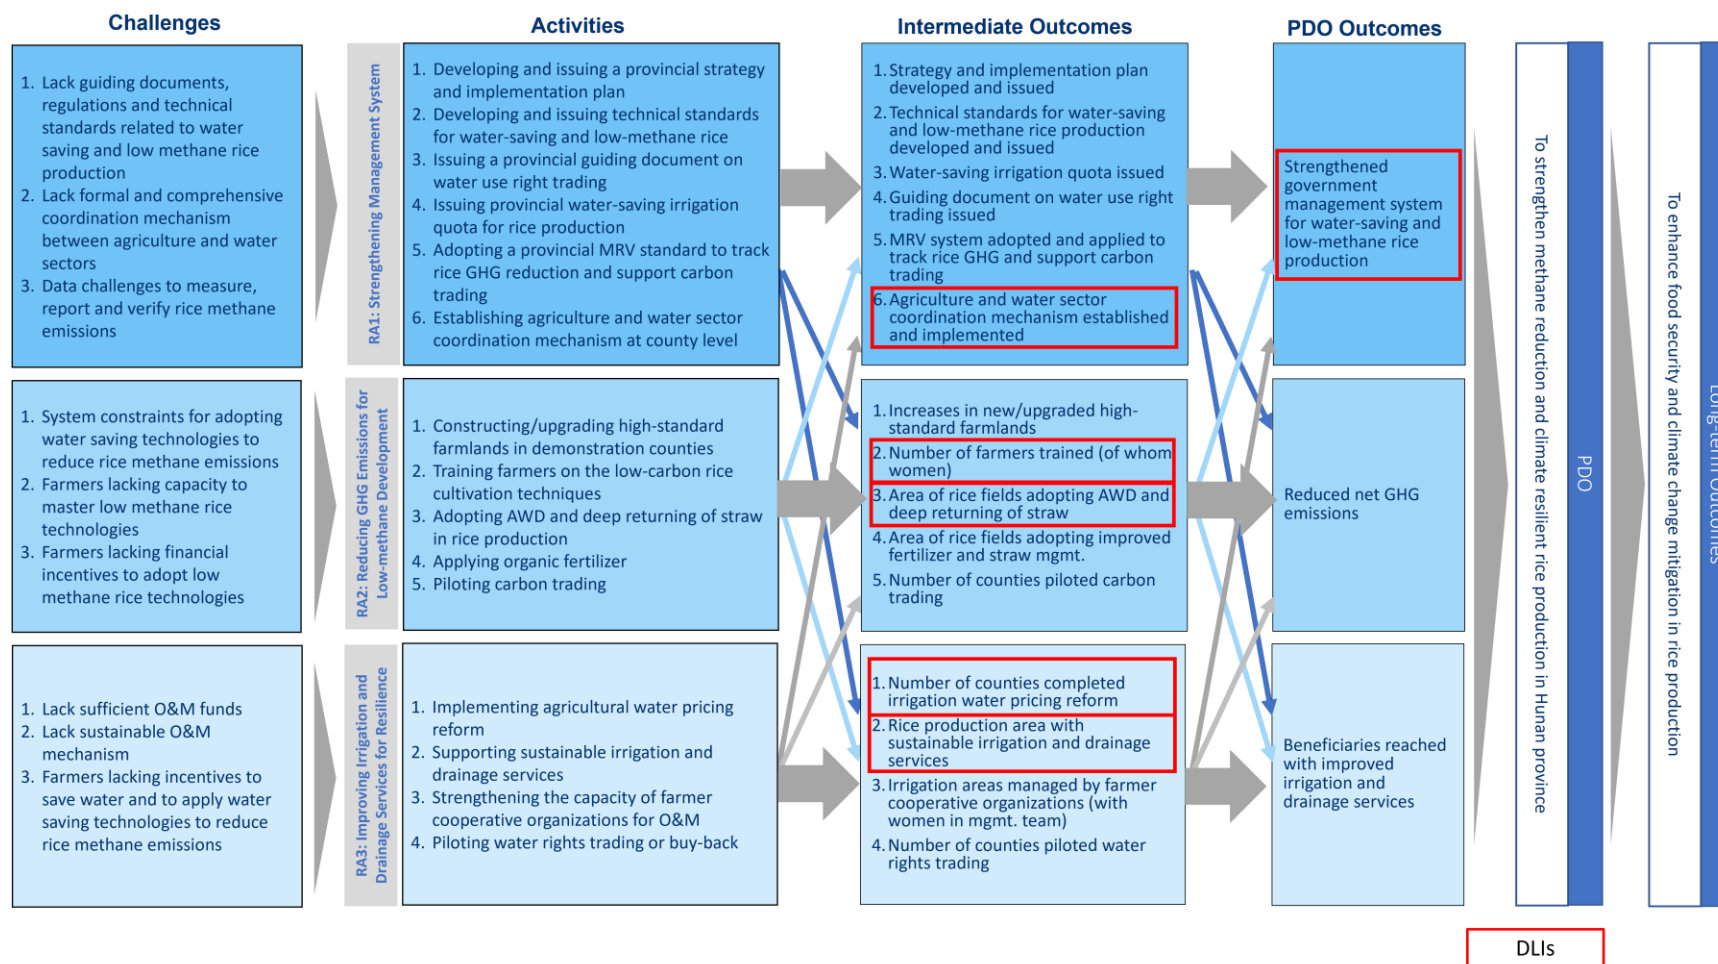 Challenges
Activities
Intermediate Outcomes
PDO Outcomes
1. Lack guiding documents,
regulations and technical
standards related to water
saving and low methane rice
production
2. Lack formal and comprehensive
coordination mechanism
between agriculture and water
sectors
3. Data challenges to measure,
report and verify rice methane
emissions
RA1: Strengthening Management System
1. Developing and issuing a provincial strategy
and implementation plan
2. Developing and issuing technical standards
for water-saving and low-methane rice
3. Issuing a provincial guiding document on
water use right trading
4. Issuing provincial water-saving irrigation
quota for rice production
5. Adopting a provincial MRV standard to track
rice GHG reduction and support carbon
trading
6. Establishing agriculture and water sector
coordination mechanism at county level
1. Strategy and implementation plan
developed and issued
2. Technical standards for water-saving
and low-methane rice production
developed and issued
3. Water-saving irrigation quota issued
4. Guiding document on water use right
trading issued
5. MRV system adopted and applied to
track rice GHG and support carbon
trading
6. Agriculture and water sector
coordination mechanism established
and implemented
Strengthened
government
management system
for water-saving and
low-methane rice
production
1. System constraints for adopting
water saving technologies to
reduce rice methane emissions
2. Farmers lacking capacity to
master low methane rice
technologies
3. Farmers lacking financial
incentives to adopt low
methane rice technologies
RA2: Reducing GHG Emissions for
Low-methane Development
1. Constructing/upgrading high-standard
farmlands in demonstration counties
2. Training farmers on the low-carbon rice
cultivation techniques
3. Adopting AWD and deep returning of straw
in rice production
4. Applying organic fertilizer
5. Piloting carbon trading
1. Increases in new/upgraded high-
standard farmlands
2. Number of farmers trained (of whom
women)
3. Area of rice fields adopting AWD and
deep returning of straw
4. Area of rice fields adopting improved
fertilizer and straw mgmt.
5. Number of counties piloted carbon
trading
Reduced net GHG
emissions
1. Lack sufficient O&M funds
2. Lack sustainable O&M
mechanism
3. Farmers lacking incentives to
save water and to apply water
saving technologies to reduce
rice methane emissions
RA3: Improving Irrigation and
Drainage Services for Resilience
1. Implementing agricultural water pricing
reform
2. Supporting sustainable irrigation and
drainage services
3. Strengthening the capacity of farmer
cooperative organizations for O&M
4. Piloting water rights trading or buy-back
1. Number of counties completed
irrigation water pricing reform
2. Rice production area with
sustainable irrigation and drainage
services
3. Irrigation areas managed by farmer
cooperative organizations (with
women in mgmt. team)
4. Number of counties piloted water
rights trading
Beneficiaries reached
with improved
irrigation and
drainage services
To strengthen methane reduction and climate resilient rice production in Hunan province
PDO
To enhance food security and climate change mitigation in rice production
Long-term Outcomes
DLIs